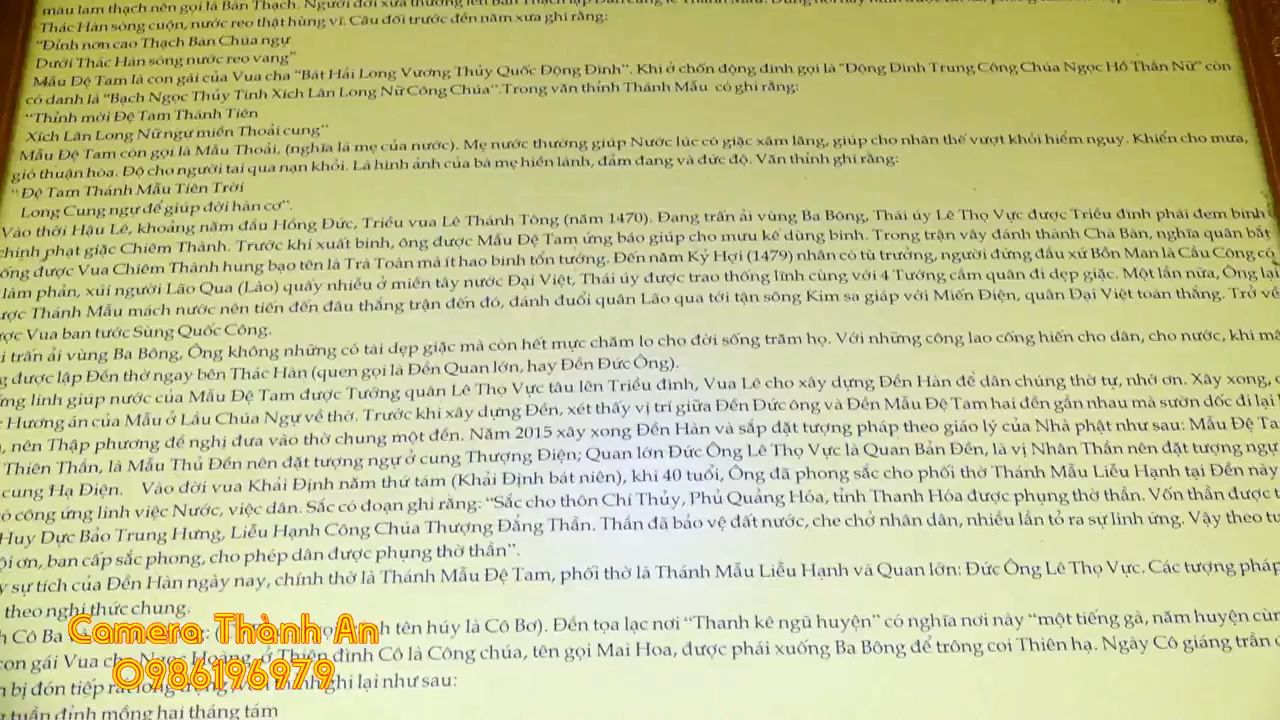 màu lam thạch nên gọi là Bàn Thạch. Người đời xưa thường lên Bàn Thạch lập Đàn cúng lễ Thánh Mẫu.
Thác Hàn sóng cuộn, nước reo thật hùng vĩ. Câu đối trước đền năm xưa ghi rằng:
“Đỉnh non cao Thạch Bàn Chúa ngự
Dưới Thác Hàn sóng nước reo vang”
Mẫu Đệ Tam là con gái của Vua cha “Bát Hải Long Vương Thủy Quốc Động Đình”. Khi ở chốn động đình gọi là “Động Đình Trung Công Chúa Ngọc Hồ Thần Nữ” còn
có danh là “Bạch Ngọc Thủy Tinh Xích Lân Long Nữ Công Chúa”.Trong văn thỉnh Thánh Mẫu có ghi rằng:
“Thỉnh mời Đệ Tam Thánh Tiên
Xích Lân Long Nữ ngự miền Thoải cung”
Mẫu Đệ Tam còn gọi là Mẫu Thoải, (nghĩa là mẹ của nước). Mẹ nước thường giúp Nước lúc có giặc xâm lăng, giúp cho nhân thế vượt khỏi hiểm nguy. Khiến cho mưa,
gió thuận hòa. Độ cho người tai qua nạn khỏi. Là hình ảnh của bà mẹ hiền lành, đảm đang và đức độ. Văn thỉnh ghi rằng:
“Đệ Tam Thánh Mẫu Tiên Trời
Long Cung ngự để giúp đời hàn cơ”.
Vào thời Hậu Lê, khoảng năm đầu Hồng Đức, Triều vua Lê Thánh Tông (năm 1470). Đang trấn ải vùng Ba Bông, Thái úy Lê Thọ Vực được Triều đình phái đem binh
chinh phạt giặc Chiêm Thành. Trước khi xuất binh, ông được Mẫu Đệ Tam ứng báo giúp cho mưu kế dùng binh. Trong trận vây đánh thành Chà Bàn, nghĩa quân bắt
ống được Vua Chiêm Thành hung bạo tên là Trà Toàn mà ít hao binh tổn tướng. Đến năm Kỷ Hợi (1479) nhân có tù trưởng, người đứng đầu xứ Bồn Man là Cầu Công có
làm phản, xúi người Lão Qua (Lào) quấy nhiễu ở miền tây nước Đại Việt, Thái úy được trao thống lĩnh cùng với 4 Tướng cầm quân đi dẹp giặc. Một lần nữa, Ông lại
ược Thánh Mẫu mách nước nên tiến đến đâu thắng trận đến đó, đánh đuổi quân Lão qua tới tận sông Kim sa giáp với Miến Điện, quân Đại Việt toàn thắng. Trở về
ợc Vua ban tước Sùng Quốc Công.
i trấn ải vùng Ba Bông, Ông không những có tài dẹp giặc mà còn hết mực chăm lo cho đời sống trăm họ. Với những công lao cống hiến cho dân, cho nước, khi mấ
g được lập Đền thờ ngay bên Thác Hàn (quen gọi là Đền Quan lớn, hay Đền Đức Ông).
ứng linh giúp nước của Mẫu Đệ Tam được Tướng quân Lê Thọ Vực tâu lên Triều đình, Vua Lê cho xây dựng Đền Hàn để dân chúng thờ tự, nhớ ơn. Xây xong,
Hương án của Mẫu ở Lầu Chúa Ngự về thờ. Trước khi xây dựng Đền, xét thấy vị trí giữa Đền Đức ông và Đền Mẫu Đệ Tam hai đền gần nhau mà sườn dốc đi lại
, nên Thập phương đề nghị đưa vào thờ chung một đền. Năm 2015 xây xong Đền Hàn và sắp đặt tượng pháp theo giáo lý của Nhà phật như sau: Mẫu Đệ Ta
Thiên Thần, là Mẫu Thủ Đền nên đặt tượng ngự ở cung Thượng Điện; Quan lớn Đức Ông Lê Thọ Vực là Quan Bản Đền, là vị Nhân Thần nên đặt tượng ngự
cung Hạ Điện. Vào đời vua Khải Định năm thứ tám (Khải Định bát niên), khi 40 tuổi, Ông đã phong sắc cho phối thờ Thánh Mẫu Liễu Hạnh tại Đền này
ó công ứng linh việc Nước, việc dân. Sắc có đoạn ghi rằng: “Sắc cho thôn Chí Thủy, Phủ Quảng Hóa, tỉnh Thanh Hóa được phụng thờ thần. Vốn thần được t
Huy Dực Bảo Trung Hưng, Liễu Hạnh Công Chúa Thượng Đẳng Thần. Thần đã bảo vệ đất nước, che chở nhân dân, nhiều lần tỏ ra sự linh ứng. Vậy theo tụ
ội ơn, ban cấp sắc phong, cho phép dân được phụng thờ thần”.
y sự tích của Đền Hàn ngày nay, chính thờ là Thánh Mẫu Đệ Tam, phối thờ là Thánh Mẫu Liễu Hạnh và Quan lớn: Đức Ông Lê Thọ Vực. Các tượng pháp
theo nghi thức chung.
h Cô Ba tên húy là Cô Bơ). Đền tọa lạc nơi “Thanh kê ngũ huyện” có nghĩa nơi này “một tiếng gà, năm huyện cùn
con gái Vua cha Ngọc Hoàng, ở Thiên đình Cô là Công chúa, tên gọi Mai Hoa, được phái xuống Ba Bông để trông coi Thiên hạ. Ngày Cô giáng trần
n bị đón tiếp ghi lại như sau:
tuần đỉnh mồng hai tháng tám
Camera Thành An
0986196979